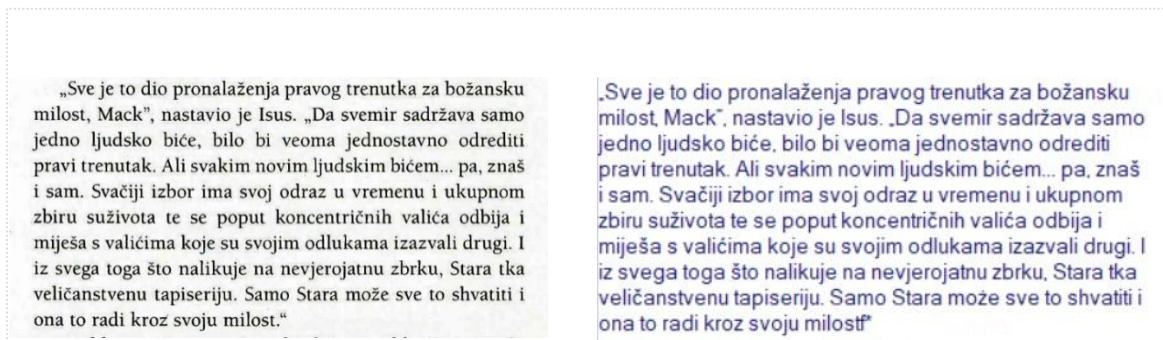 „Sve je to dio pronalaženja pravog trenutka za božansku
milost, Mack”, nastavio je Isus. „Da svemir sadržava samo
jedno ljudsko biće, bilo bi veoma jednostavno odrediti
pravi trenutak. Ali svakim novim ljudskim bićem... pa, znaš
i sam. Svačiji izbor ima svoj odraz u vremenu i ukupnom
zbiru suživota te se poput koncentričnih valića odbija i
miješa s valićima koje su svojim odlukama izazvali drugi. I
iz svega toga što nalikuje na nevjerojatnu zbrku, Stara tka
veličanstvenu tapiseriju. Samo Stara može sve to shvatiti i
ona to radi kroz svoju milost.“
.Sve je to dio pronalaženja pravog trenutka za božansku
milost, Mack”, nastavio je Isus. „Da svemir sadržava samo
jedno ljudsko biće, bilo bi veoma jednostavno odrediti
pravi trenutak. Ali svakim novim ljudskim bićem... pa, znaš
i sam. Svačiji izbor ima svoj odraz u vremenu i ukupnom
zbiru suživota te se poput koncentričnih valića odbija i
miješa s valićima koje su svojim odlukama izazvali drugi. I
iz svega toga što nalikuje na nevjerojatnu zbrku, Stara tka
veličanstvenu tapiseriju. Samo Stara može sve to shvatiti i
ona to radi kroz svoju milostf*